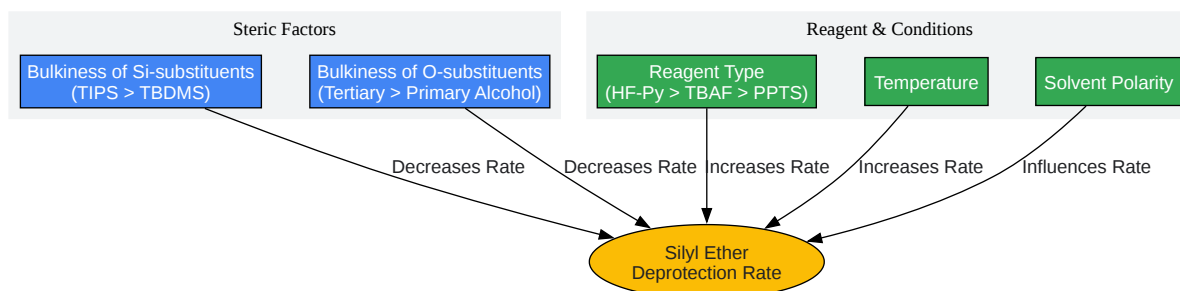 Steric Factors
Reagent & Conditions
Bulkiness of Si-substituents
(TIPS > TBDMS)
Bulkiness of O-substituents
(Tertiary > Primary Alcohol)
Reagent Type
(HF-Py > TBAF > PPTS)
Temperature
Solvent Polarity
Decreases Rate
Decreases Rate
Increases Rate
Increases Rate
Influences Rate
Silyl Ether
Deprotection Rate